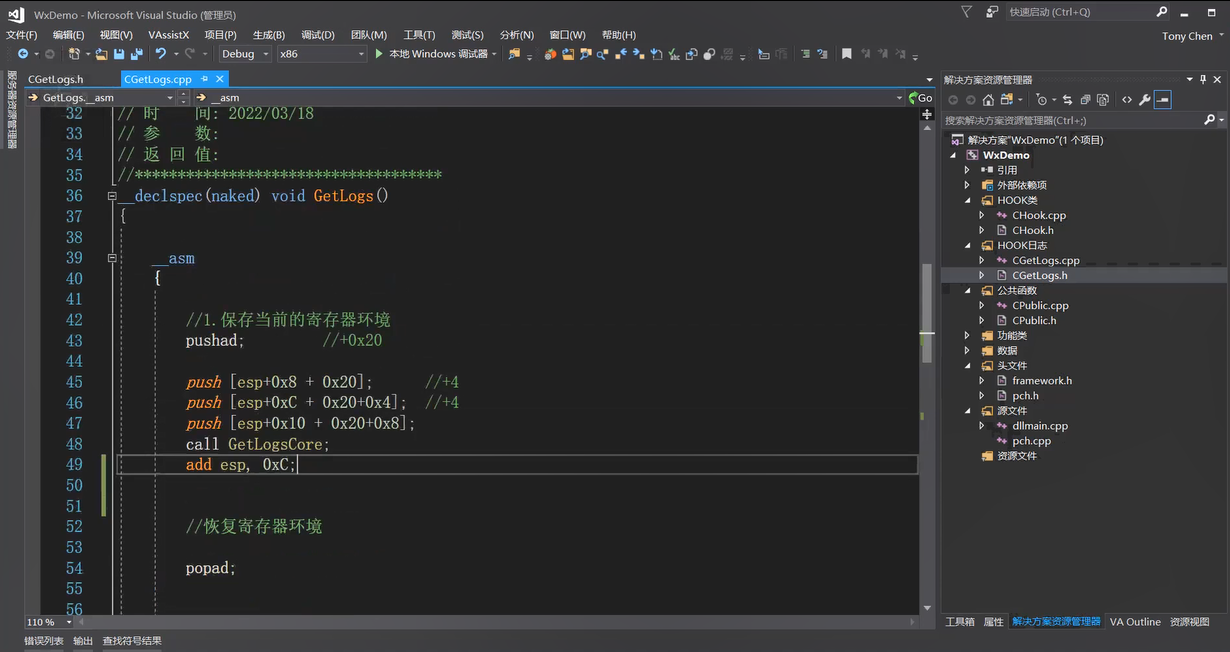 WxDemo - Microsoft Visual Studio (管理员)
快速启动 (Ctrl+Q)
文件(F) 编辑(E) 视图(V) VAssistX 项目(P) 生成(B) 调试(D) 团队(M) 工具(T) 测试(S) 分析(N) 窗口(W) 帮助(H)
Tony Chen
Debug x86 本地 Windows 调试器
服务器资源管理器
CGetLogs.h CGetLogs.cpp
GetLogs.__asm __asm Go
32 // 时 间: 2022/03/18
33 // 参 数:
34 // 返 回 值:
35 //************************************
36 __declspec(naked) void GetLogs()
37 {
38
39 __asm
40 {
41
42 //1.保存当前的寄存器环境
43 pushad; //+0x20
44
45 push [esp+0x8 + 0x20]; //+4
46 push [esp+0xC + 0x20+0x4]; //+4
47 push [esp+0x10 + 0x20+0x8];
48 call GetLogsCore;
49 add esp, 0xC;
50
51
52 //恢复寄存器环境
53
54 popad;
55
56
110 %
错误列表 输出 查找符号结果
解决方案资源管理器
搜索解决方案资源管理器(Ctrl+;)
解决方案"WxDemo"(1 个项目)
WxDemo
引用
外部依赖项
HOOK类
CHook.cpp
CHook.h
HOOK日志
CGetLogs.cpp
CGetLogs.h
公共函数
CPublic.cpp
CPublic.h
功能类
数据
头文件
framework.h
pch.h
源文件
dllmain.cpp
pch.cpp
资源文件
工具箱 属性 解决方案资源管理器 VA Outline 资源视图